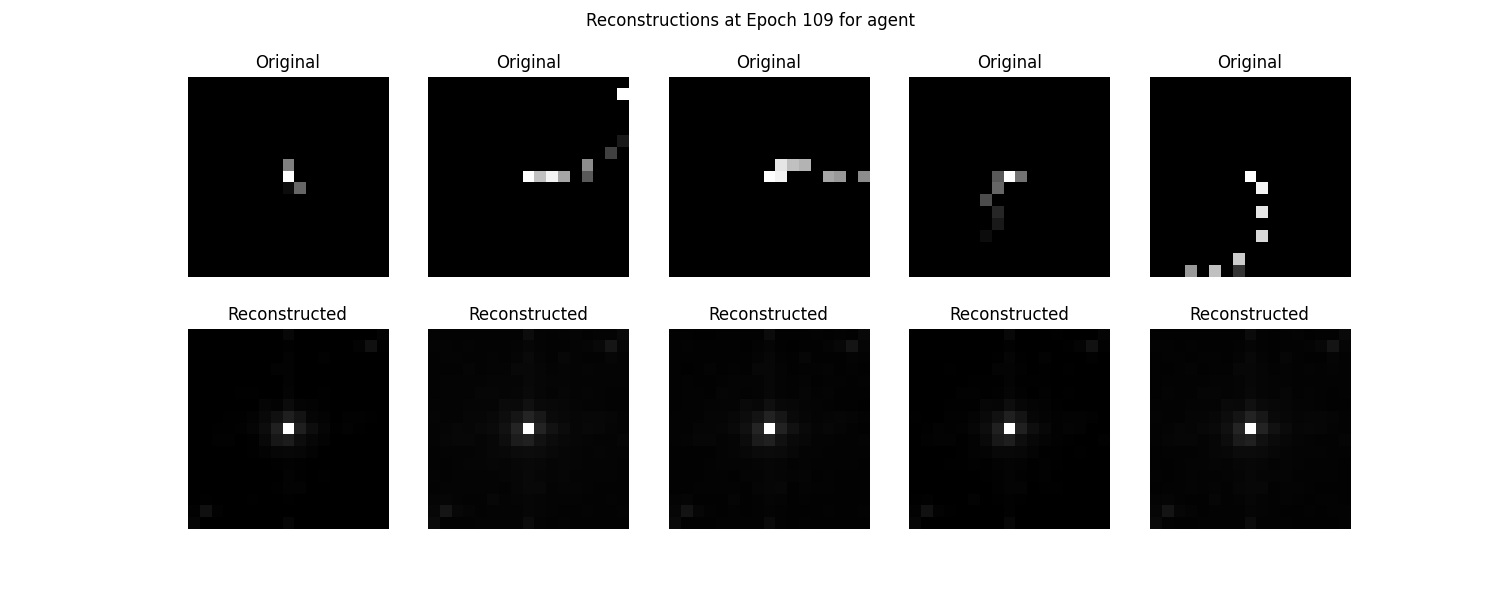 Reconstructions at Epoch 109 for agent
Original Original Original Original Original
Reconstructed Reconstructed Reconstructed Reconstructed Reconstructed